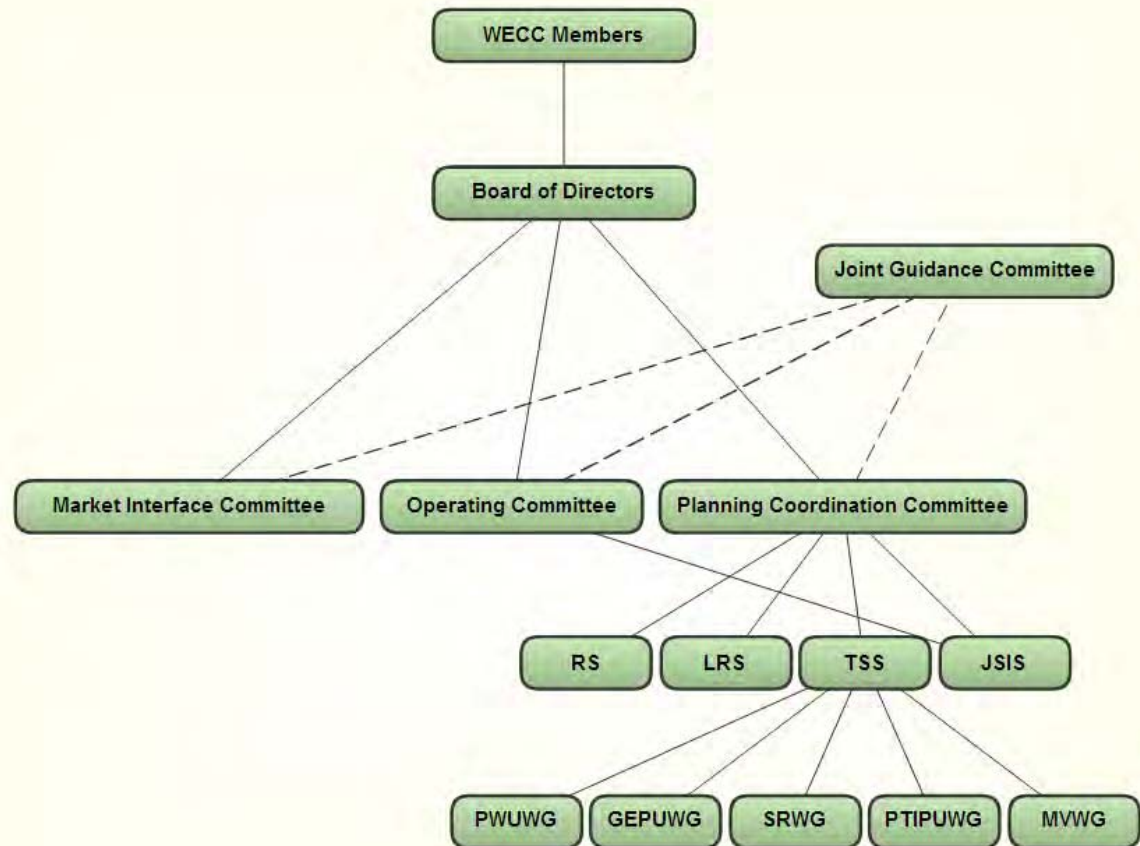 WECC Members
Board of Directors
Joint Guidance Committee
Market Interface Committee
Operating Committee
Planning Coordination Committee
RS
LRS
TSS
JSIS
PWUWG
GEPUWG
SRWG
PTIPUWG
MVWG